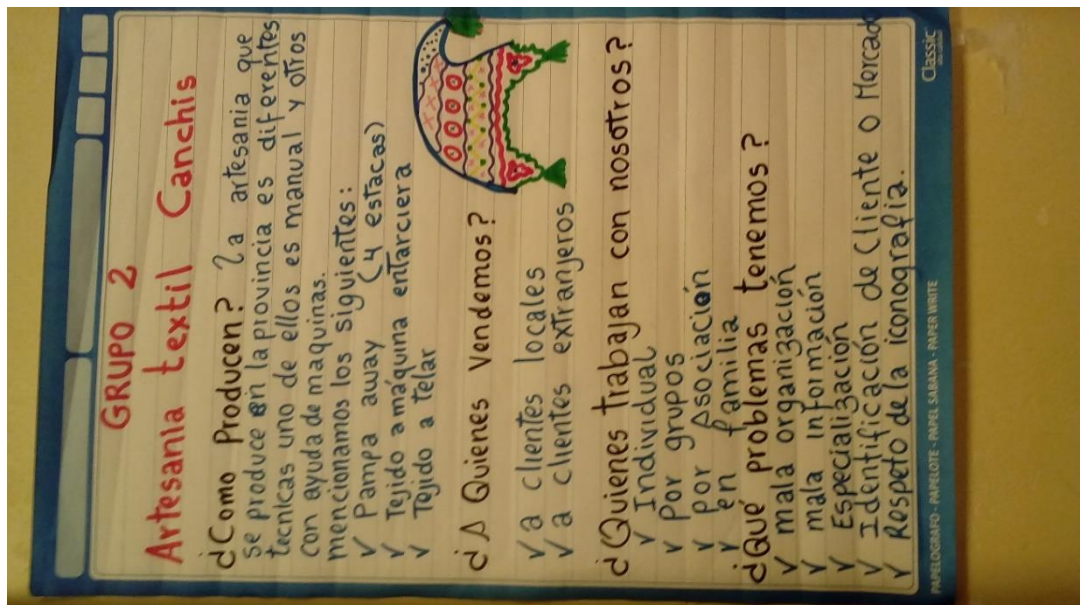 GRUPO 2
Artesania textil Canchis
¿Como Producen? La artesania que
se produce en la provincia es diferentes
tecnicas uno de ellos es manual y otros
con ayuda de maquinas.
mencionamos los siguientes:
✓ Pampa away (4 estacas)
✓ Tejido a máquina entarciera
✓ Tejido a telar
¿A Quienes Vendemos?
✓ a clientes locales
✓ a clientes extranjeros
¿Quienes trabajan con nosotros?
✓ Individual
✓ Por grupos
✓ por Asociación
✓ en familia
¿Qué problemas tenemos?
✓ mala organización
✓ mala información
✓ Especialización
✓ Identificación de Cliente o Mercado
✓ Respeto de la iconografia.
PAPELOGRAFO - PAPELOTE - PAPEL SABANA - PAPER WRITE
Classic